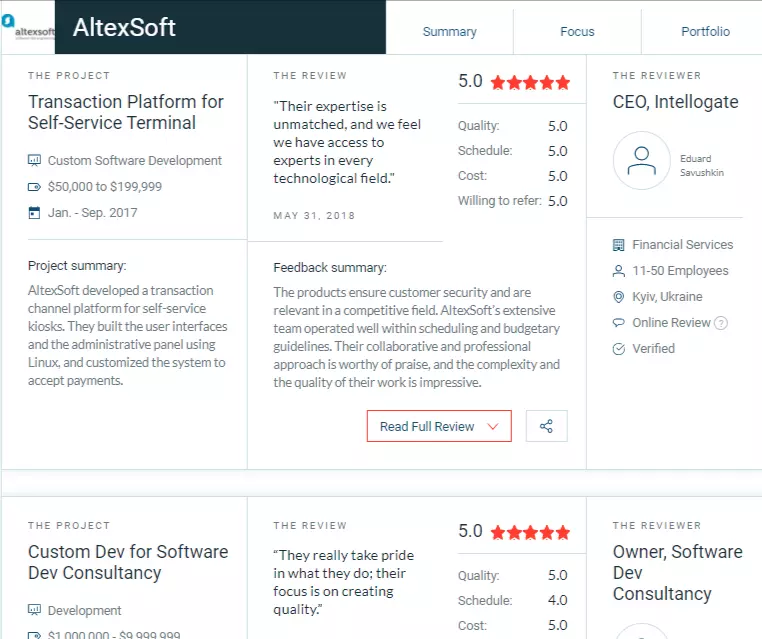 altexsoft
AltexSoft
Summary
Focus
Portfolio
THE PROJECT
Transaction Platform for
Self-Service Terminal
Custom Software Development
$50,000 to $199,999
Jan. - Sep. 2017
Project summary:
AltexSoft developed a transaction
channel platform for self-service
kiosks. They built the user interfaces
and the administrative panel using
Linux, and customized the system to
accept payments.
THE REVIEW
"Their expertise is
unmatched, and we feel
we have access to
experts in every
technological field."
MAY 31, 2018
5.0
Quality: 5.0
Schedule: 5.0
Cost: 5.0
Willing to refer: 5.0
Feedback summary:
The products ensure customer security and are
relevant in a competitive field. AltexSoft's extensive
team operated well within scheduling and budgetary
guidelines. Their collaborative and professional
approach is worthy of praise, and the complexity and
the quality of their work is impressive.
Read Full Review
THE REVIEWER
CEO, Intellogate
Eduard
Savushkin
Financial Services
11-50 Employees
Kyiv, Ukraine
Online Review ?
Verified
THE PROJECT
Custom Dev for Software
Dev Consultancy
Development
$1,000,000 - $9,999,999
THE REVIEW
“They really take pride
in what they do; their
focus is on creating
quality.”
5.0
Quality: 5.0
Schedule: 4.0
Cost: 5.0
THE REVIEWER
Owner, Software
Dev
Consultancy